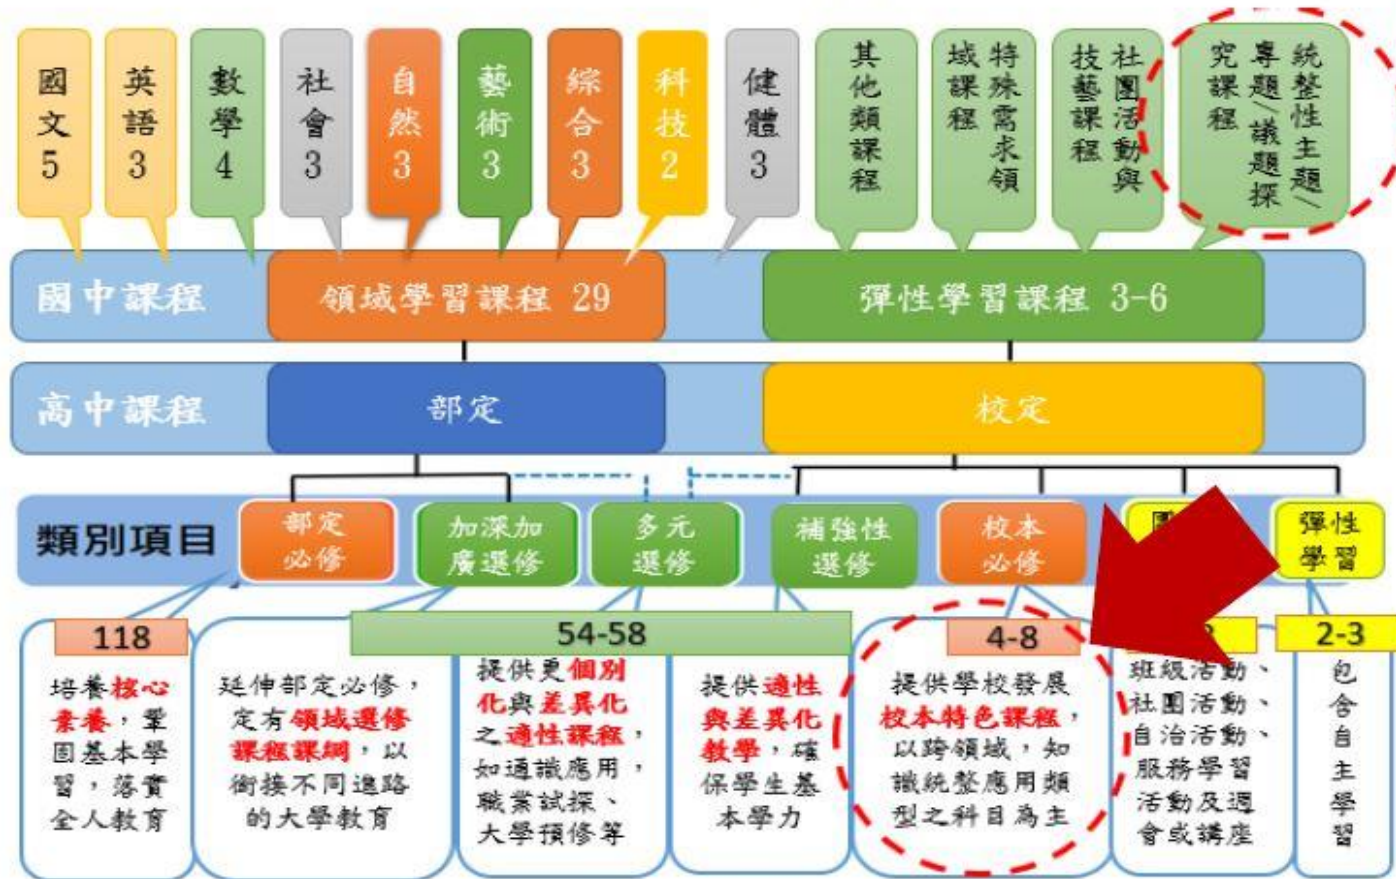 國文
5
英語
3
數學
4
社會
3
自然
3
藝術
3
綜合
3
科技
2
健體
3
其他類課程
特殊需求領
域課程
社團活動與
技藝課程
統整性主題/
專題/議題探
究課程
國中課程
領域學習課程 29
彈性學習課程 3-6
高中課程
部定
校定
類別項目
部定
必修
加深加
廣選修
多元
選修
補強性
選修
校本
必修
彈性
學習
118
培養核心
素養，鞏
固基本學
習，落實
全人教育
54-58
延伸部定必修，
定有領域選修
課程課綱，以
銜接不同進路
的大學教育
提供更個別
化與差異化
之適性課程，
如通識應用，
職業試探、
大學預修等
提供適性
與差異化
教學，確
保學生基
本學力
4-8
提供學校發展
校本特色課程，
以跨領域，知
識統整應用類
型之科目為主
班級活動、
社團活動、
自治活動、
服務學習
活動及週
會或講座
2-3
包含自主學習